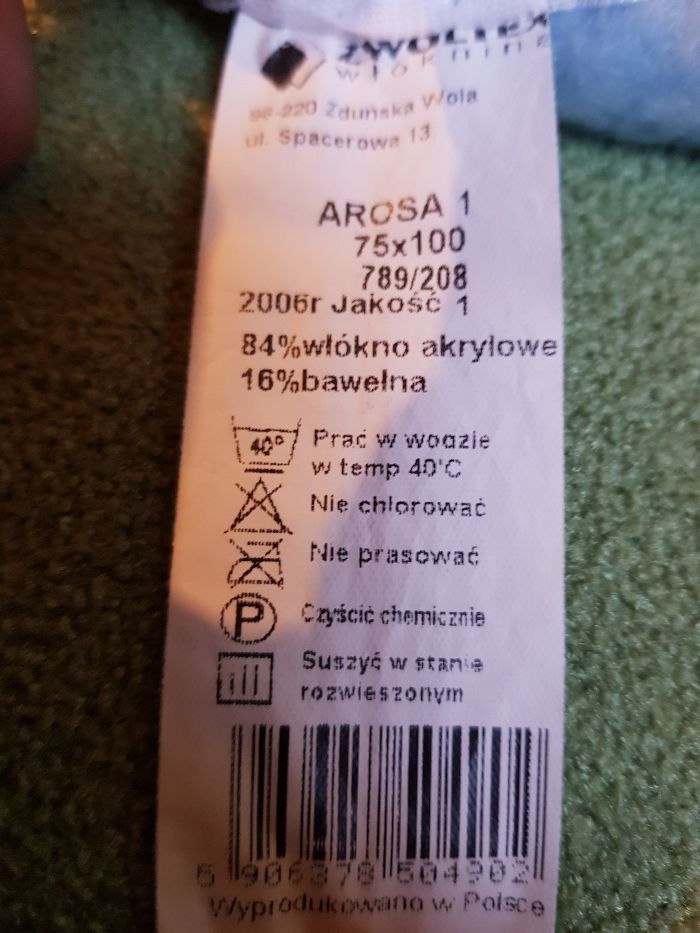 ZWOLTEX
włóknine
98-220 Zduńska Wola
ul. Spacerowa 13
AROSA 1
75x100
789/208
2006r Jakość 1
84%włókno akrylowe
16%bawełna
40° Prać w wodzie
w temp 40'C
Nie chlorować
Nie prasować
P Czyścić chemicznie
Suszyć w stanie
rozwieszonym
5 906378 504902
Wyprodukowano w Polsce